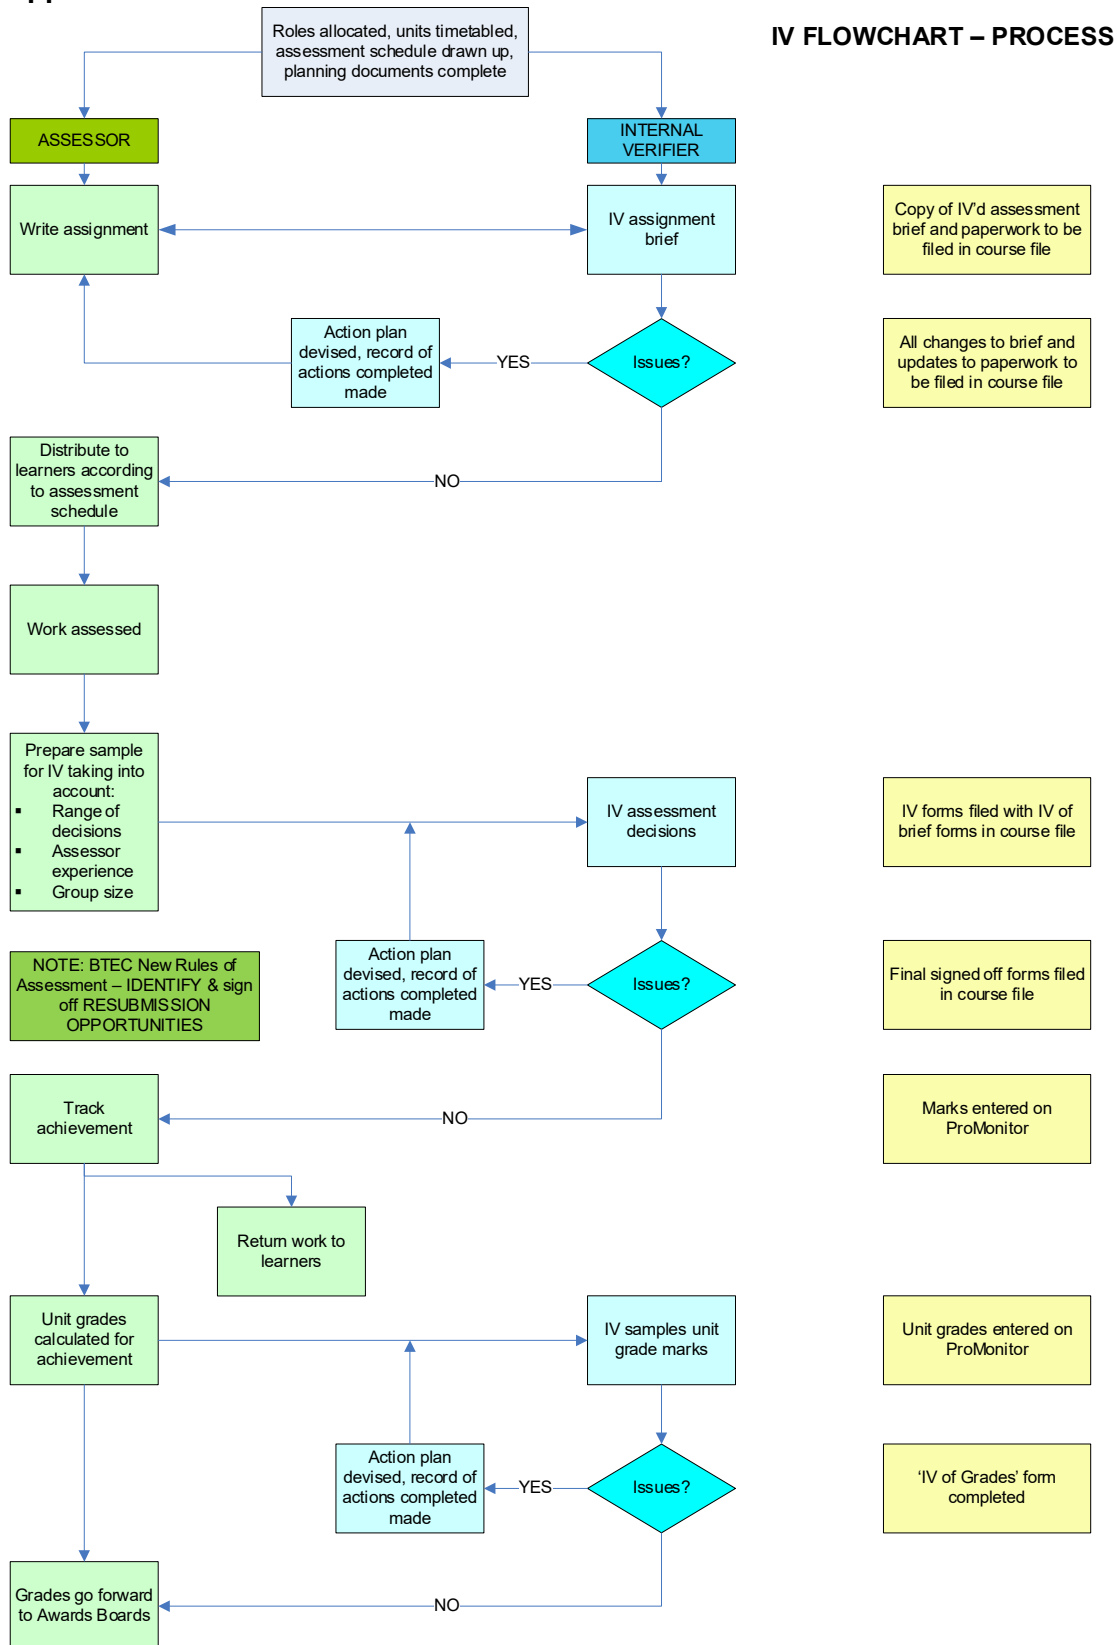 Roles allocated, units timetabled,
assessment schedule drawn up,
planning documents complete
IV FLOWCHART – PROCESS
ASSESSOR
INTERNAL
VERIFIER
Write assignment
IV assignment
brief
Copy of IV’d assessment
brief and paperwork to be
filed in course file
Action plan
devised, record of
actions completed
made
YES
Issues?
All changes to brief and
updates to paperwork to
be filed in course file
Distribute to
learners according
to assessment
schedule
NO
Work assessed
Prepare sample
for IV taking into
account:
▪ Range of
decisions
▪ Assessor
experience
▪ Group size
IV assessment
decisions
IV forms filed with IV of
brief forms in course file
NOTE: BTEC New Rules of
Assessment – IDENTIFY & sign
off RESUBMISSION
OPPORTUNITIES
Action plan
devised, record of
actions completed
made
YES
Issues?
Final signed off forms filed
in course file
Track
achievement
NO
Marks entered on
ProMonitor
Return work to
learners
Unit grades
calculated for
achievement
IV samples unit
grade marks
Unit grades entered on
ProMonitor
Action plan
devised, record of
actions completed
made
YES
Issues?
‘IV of Grades’ form
completed
Grades go forward
to Awards Boards
NO